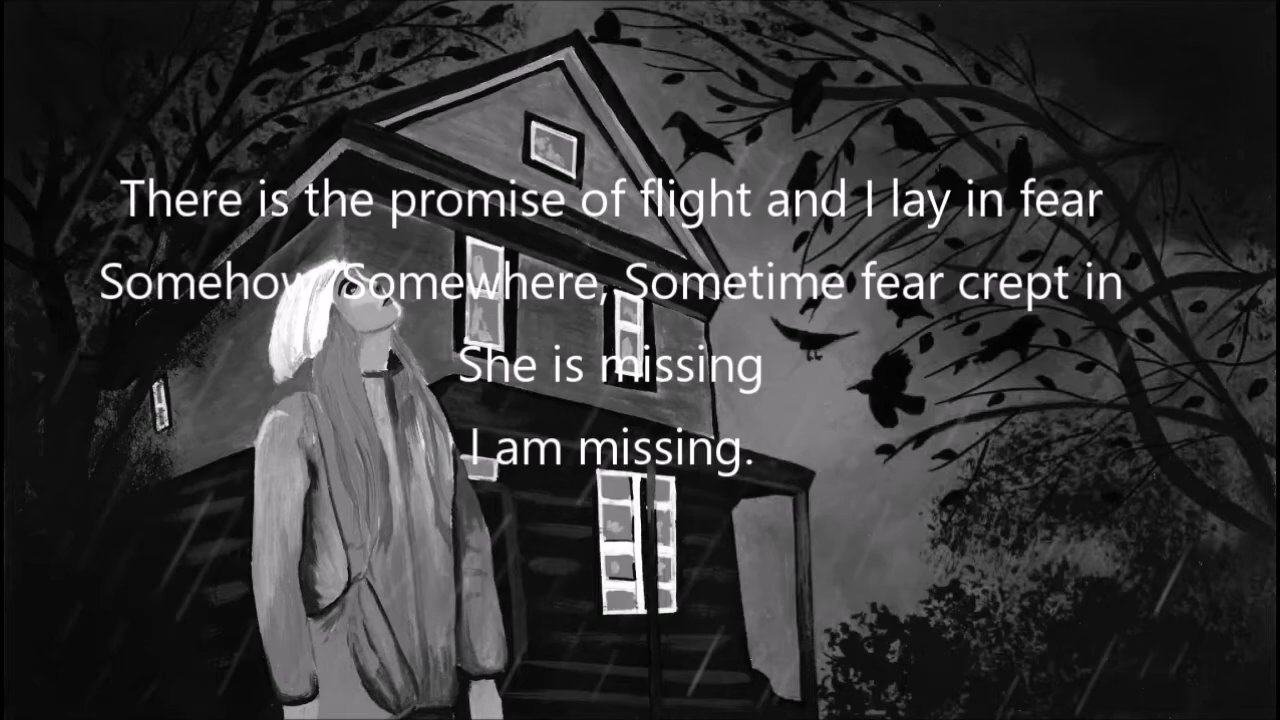 There is the promise of flight and I lay in fear
Somehow, Somewhere, Sometime fear crept in
She is missing
I am missing.